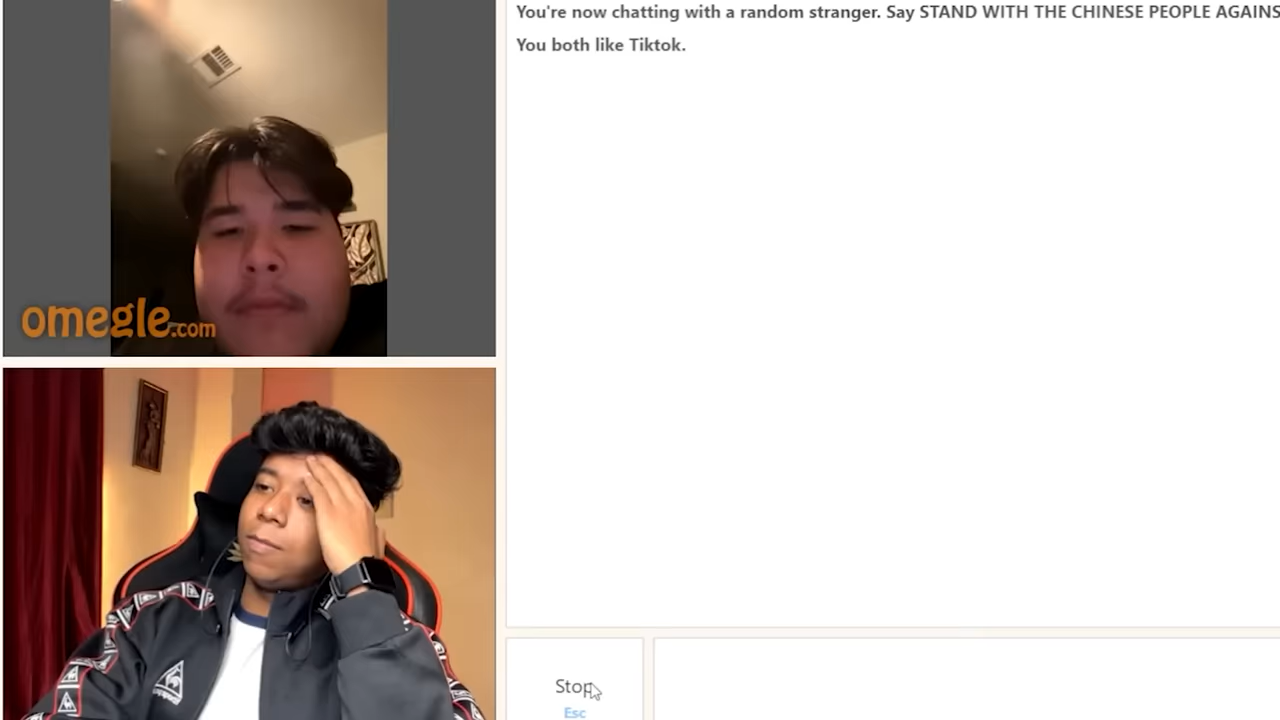 You're now chatting with a random stranger. Say STAND WITH THE CHINESE PEOPLE AGAINS
You both like Tiktok.
omegle.com
Stop
Esc